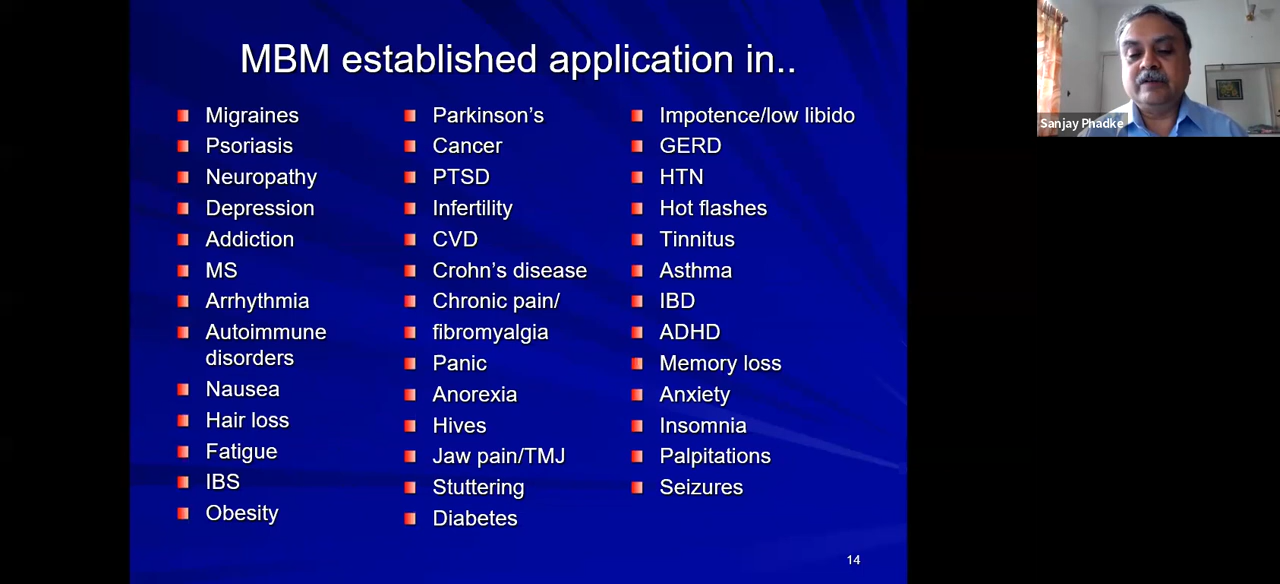 MBM established application in..
Migraines
Psoriasis
Neuropathy
Depression
Addiction
MS
Arrhythmia
Autoimmune
disorders
Nausea
Hair loss
Fatigue
IBS
Obesity
Parkinson’s
Cancer
PTSD
Infertility
CVD
Crohn’s disease
Chronic pain/
fibromyalgia
Panic
Anorexia
Hives
Jaw pain/TMJ
Stuttering
Diabetes
Impotence/low libido
GERD
HTN
Hot flashes
Tinnitus
Asthma
IBD
ADHD
Memory loss
Anxiety
Insomnia
Palpitations
Seizures
14
Sanjay Phadke